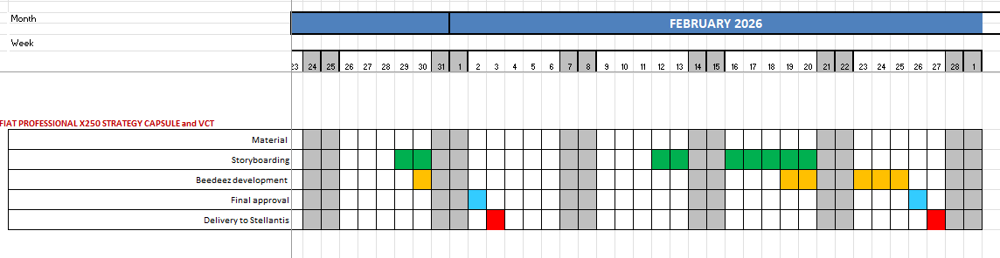 Month
FEBRUARY 2026
Week
23 24 25 26 27 28 29 30 31 1 2 3 4 5 6 7 8 9 10 11 12 13 14 15 16 17 18 19 20 21 22 23 24 25 26 27 28 1
FIAT PROFESSIONAL X250 STRATEGY CAPSULE and VCT
Material
Storyboarding
Beedeez development
Final approval
Delivery to Stellantis